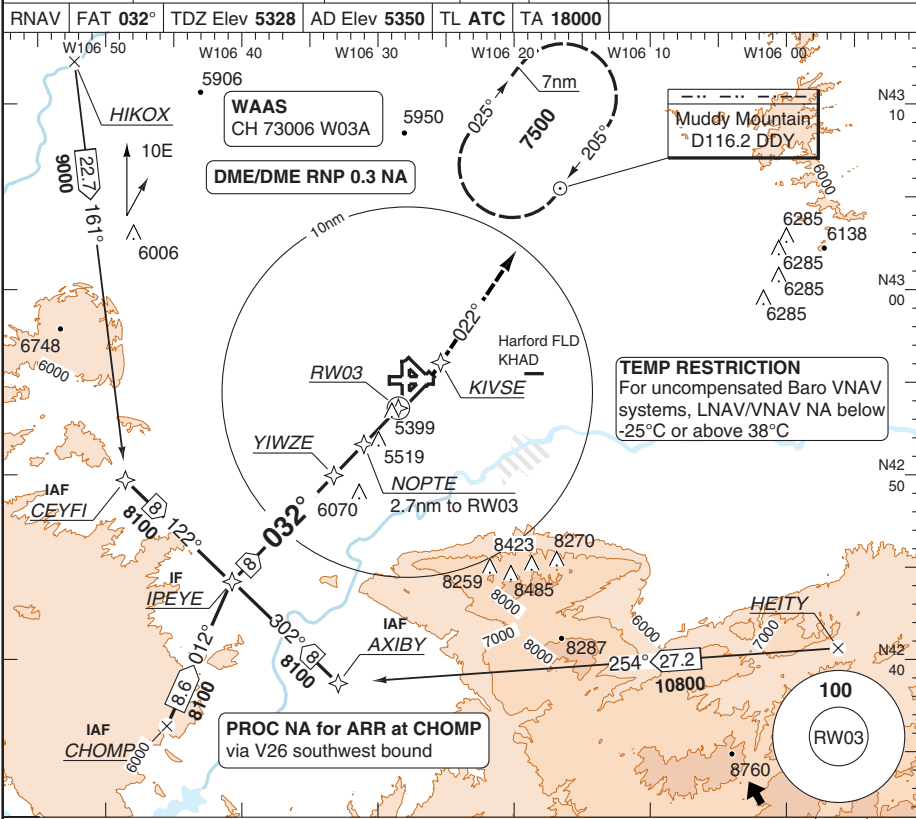 RNAV FAT 032° TDZ Elev 5328 AD Elev 5350 TL ATC TA 18000
W106 50 W106 40 W106 30 W106 20 W106 10 W106 00
5906
7nm
N43
10
HIKOX
WAAS
CH 73006 W03A
5950
025°
7500
205°
Muddy Mountain
D116.2 DDY
6000
10E
DME/DME RNP 0.3 NA
9000
22.7
161°
6006
10nm
6285
6138
6285
6285
6285
N43
00
022°
6748
6000
Harford FLD
KHAD
RW03
KIVSE
TEMP RESTRICTION
For uncompensated Baro VNAV
systems, LNAV/VNAV NA below
-25°C or above 38°C
5399
YIWZE
5519
N42
50
NOPTE
2.7nm to RW03
6070
IAF
CEYFI
8
8100
122°
032°
8
8423
8270
8259
8485
8000
IF
IPEYE
HEITY
302°
8
8100
IAF
AXIBY
7000
8000
8287
6000
7000
254°
27.2
10800
N42
40
012°
8.6
8100
IAF
CHOMP
6000
PROC NA for ARR at CHOMP
via V26 southwest bound
100
RW03
8760